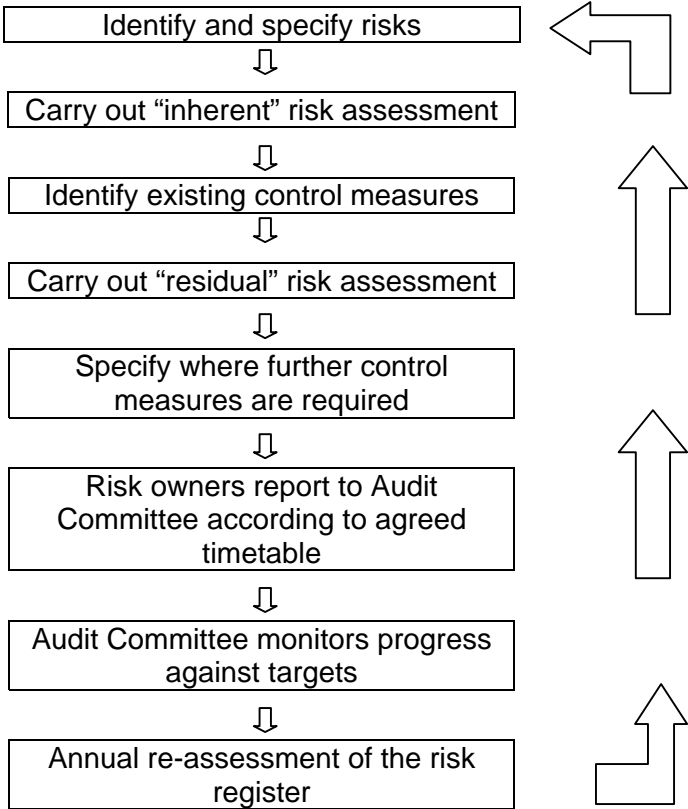 Identify and specify risks
Carry out “inherent” risk assessment
Identify existing control measures
Carry out “residual” risk assessment
Specify where further control
measures are required
Risk owners report to Audit
Committee according to agreed
timetable
Audit Committee monitors progress
against targets
Annual re-assessment of the risk
register